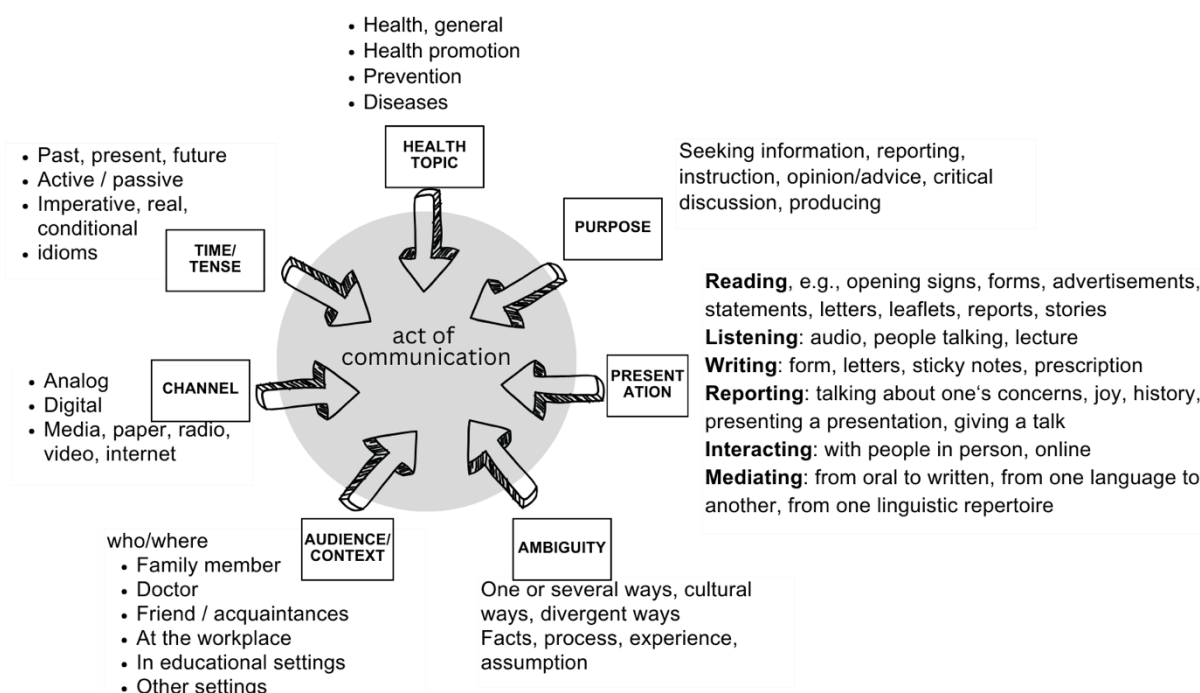 • Health, general
• Health promotion
• Prevention
• Diseases
HEALTH
TOPIC
• Past, present, future
• Active / passive
• Imperative, real,
conditional
• idioms
TIME/
TENSE
Seeking information, reporting,
instruction, opinion/advice, critical
discussion, producing
PURPOSE
act of
communication
Reading, e.g., opening signs, forms, advertisements,
statements, letters, leaflets, reports, stories
Listening: audio, people talking, lecture
Writing: form, letters, sticky notes, prescription
Reporting: talking about one‘s concerns, joy, history,
presenting a presentation, giving a talk
Interacting: with people in person, online
Mediating: from oral to written, from one language to
another, from one linguistic repertoire
PRESENT
ATION
• Analog
• Digital
• Media, paper, radio,
video, internet
CHANNEL
who/where
• Family member
• Doctor
• Friend / acquaintances
• At the workplace
• In educational settings
• Other settings
AUDIENCE/
CONTEXT
AMBIGUITY
One or several ways, cultural
ways, divergent ways
Facts, process, experience,
assumption